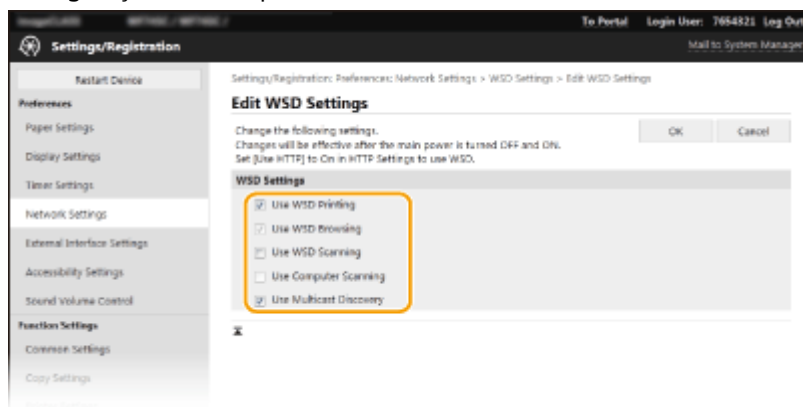 To Portal Login User: 7654321 Log Out
Settings/Registration
Mail to System Manager
Restart Device
Preferences
Paper Settings
Display Settings
Timer Settings
Network Settings
External Interface Settings
Accessibility Settings
Sound Volume Control
Function Settings
Common Settings
Copy Settings
Settings/Registration: Preferences: Network Settings > WSD Settings > Edit WSD Settings
Edit WSD Settings
Change the following settings.
Changes will be effective after the main power is turned OFF and ON.
Set [Use HTTP] to On in HTTP Settings to use WSD.
OK Cancel
WSD Settings
Use WSD Printing
Use WSD Browsing
Use WSD Scanning
Use Computer Scanning
Use Multicast Discovery